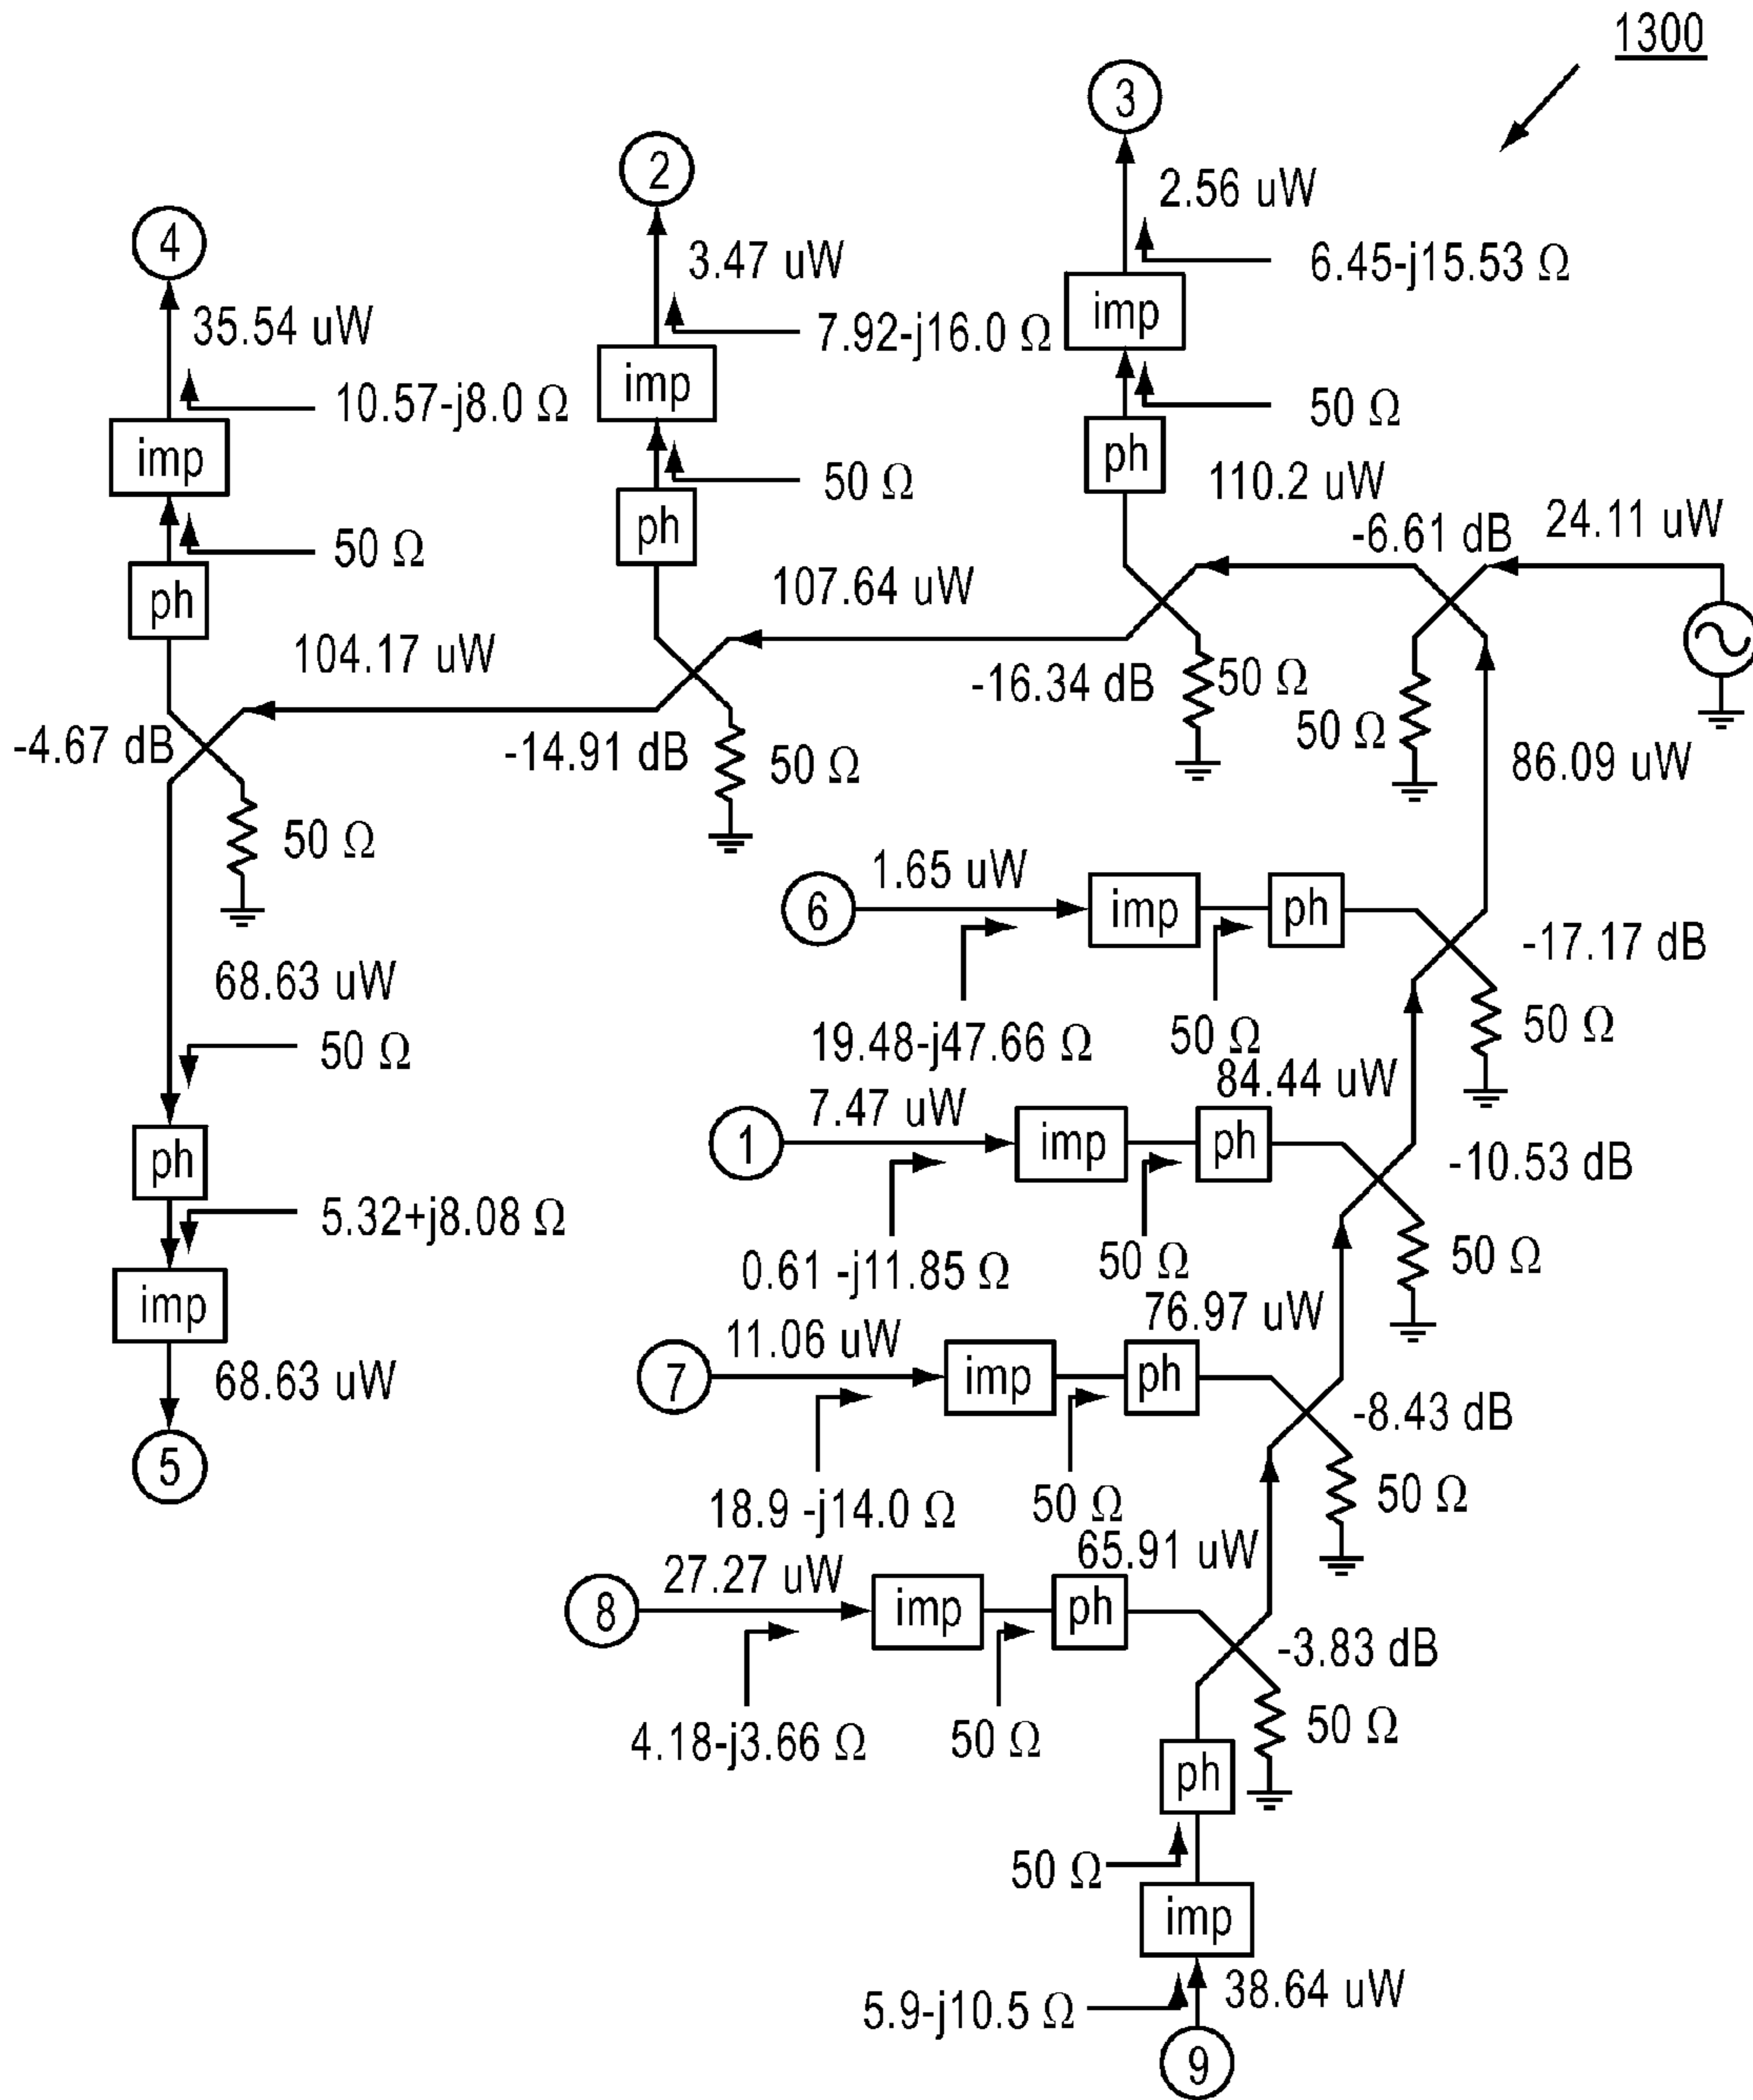 1300
3
2.56 uW
6.45-j15.53 Ω
imp
50 Ω
ph
2
3.47 uW
7.92-j16.0 Ω
imp
50 Ω
ph
4
35.54 uW
10.57-j8.0 Ω
imp
50 Ω
ph
110.2 uW
-6.61 dB
24.11 uW
107.64 uW
-16.34 dB
50 Ω
50 Ω
104.17 uW
-14.91 dB
50 Ω
-4.67 dB
50 Ω
86.09 uW
68.63 uW
50 Ω
ph
5.32+j8.08 Ω
imp
68.63 uW
5
6
1.65 uW
imp
ph
-17.17 dB
19.48-j47.66 Ω
50 Ω
50 Ω
84.44 uW
1
7.47 uW
imp
ph
-10.53 dB
0.61 -j11.85 Ω
50 Ω
50 Ω
76.97 uW
7
11.06 uW
imp
ph
-8.43 dB
18.9 -j14.0 Ω
50 Ω
50 Ω
65.91 uW
8
27.27 uW
imp
ph
-3.83 dB
4.18-j3.66 Ω
50 Ω
50 Ω
ph
50 Ω
imp
5.9-j10.5 Ω
38.64 uW
9